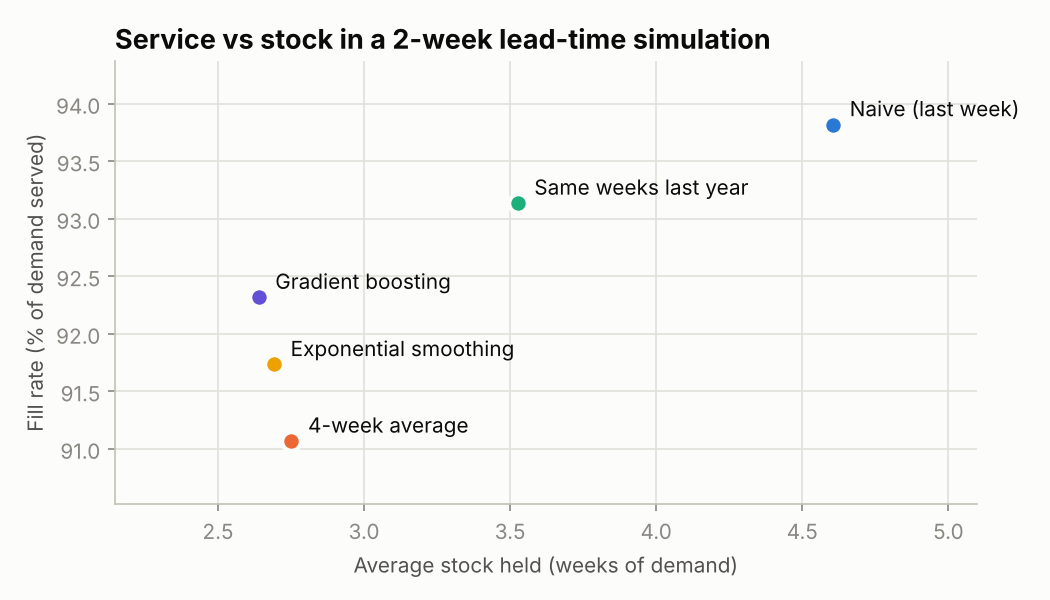 Service vs stock in a 2-week lead-time simulation
Fill rate (% of demand served)
94.0
93.5
93.0
92.5
92.0
91.5
91.0
Naive (last week)
Same weeks last year
Gradient boosting
Exponential smoothing
4-week average
2.5 3.0 3.5 4.0 4.5 5.0
Average stock held (weeks of demand)